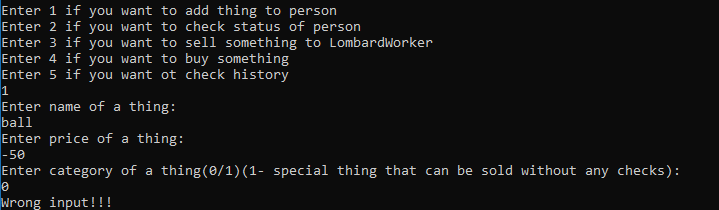 Enter 1 if you want to add thing to person
Enter 2 if you want to check status of person
Enter 3 if you want to sell something to LombardWorker
Enter 4 if you want to buy something
Enter 5 if you want ot check history
1
Enter name of a thing:
ball
Enter price of a thing:
-50
Enter category of a thing(0/1)(1- special thing that can be sold without any checks):
0
Wrong input!!!